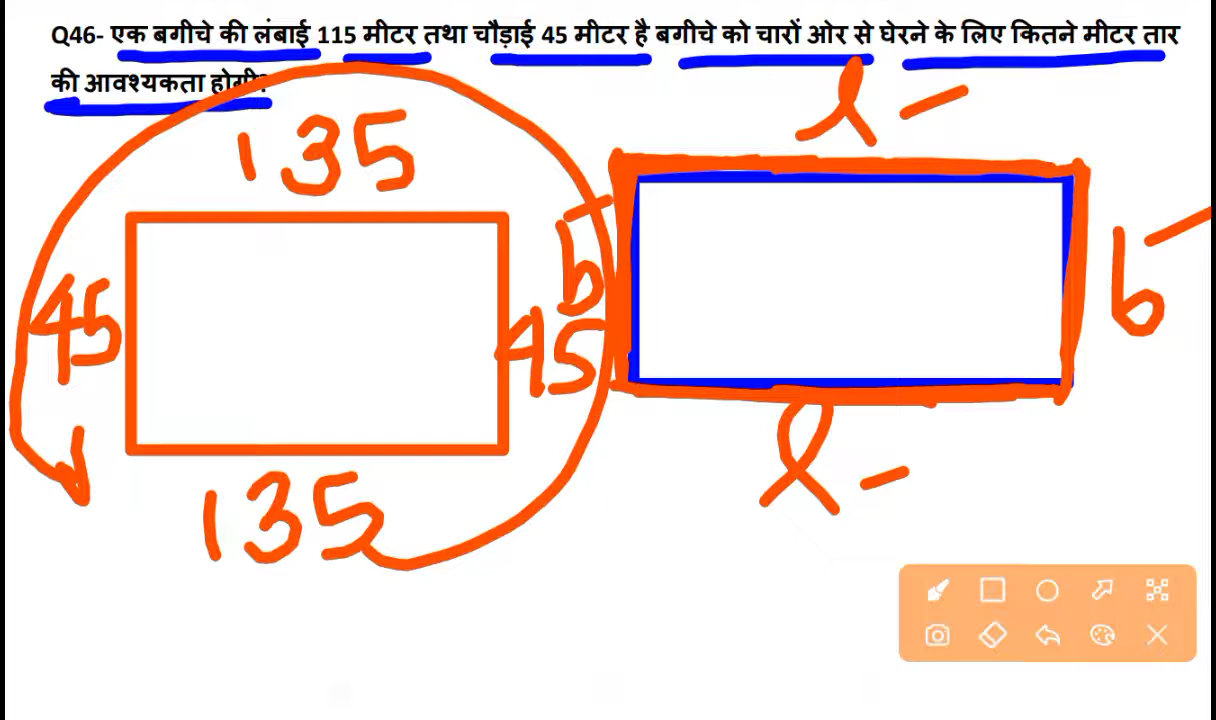 Q46- एक बगीचे की लंबाई 115 मीटर तथा चौड़ाई 45 मीटर है बगीचे को चारों ओर से घेरने के लिए कितने मीटर तार
की आवश्यकता होगी?
l -
135
b -
b -
45
45
l -
135